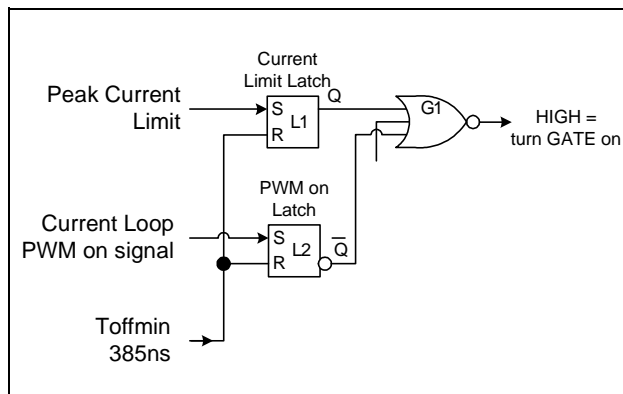 Current
Limit Latch
Peak Current
Limit
S
R
L1
Q
G1
HIGH =
turn GATE on
PWM on
Latch
Current Loop
PWM on signal
S
R
L2
Q̅
Toffmin
385ns